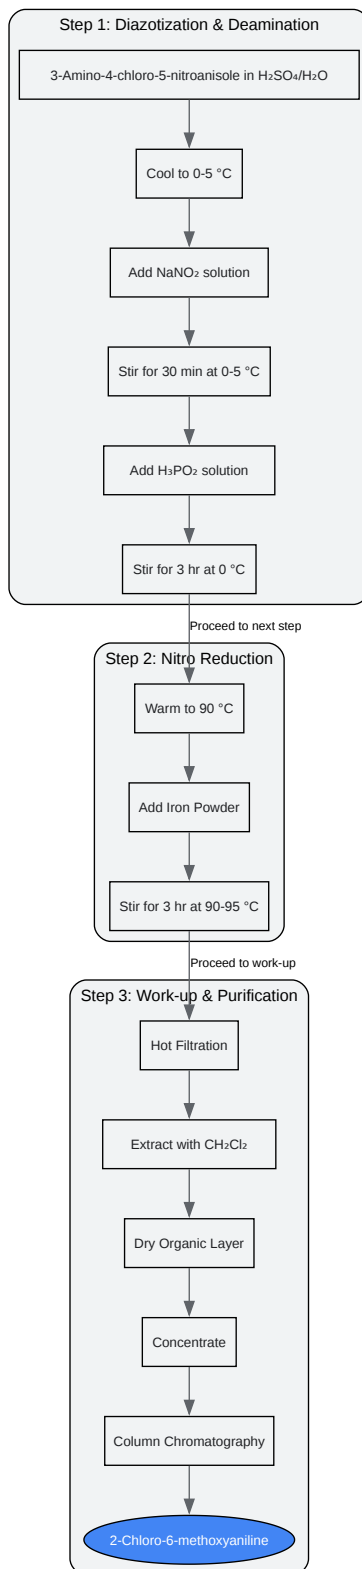 Step 1: Diazotization & Deamination
3-Amino-4-chloro-5-nitroanisole in H₂SO₄/H₂O
Cool to 0-5 °C
Add NaNO₂ solution
Stir for 30 min at 0-5 °C
Add H₃PO₂ solution
Stir for 3 hr at 0 °C
Proceed to next step
Step 2: Nitro Reduction
Warm to 90 °C
Add Iron Powder
Stir for 3 hr at 90-95 °C
Proceed to work-up
Step 3: Work-up & Purification
Hot Filtration
Extract with CH₂Cl₂
Dry Organic Layer
Concentrate
Column Chromatography
2-Chloro-6-methoxyaniline